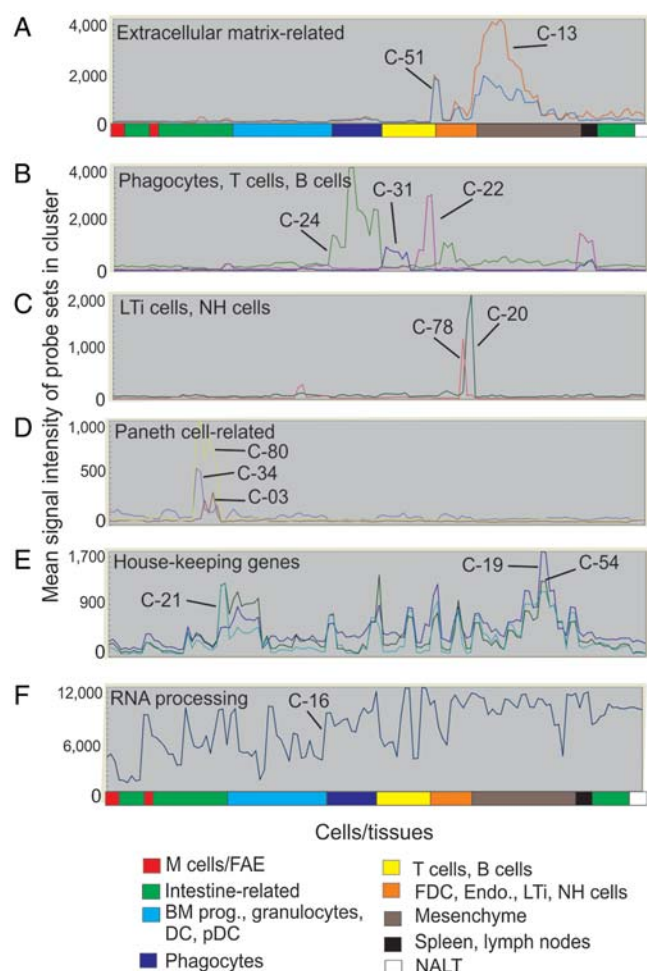 Mean signal intensity of probe sets in cluster
A
Extracellular matrix-related
4,000
2,000
0
C-51
C-13
B
Phagocytes, T cells, B cells
4,000
2,000
0
C-24
C-31
C-22
C
LTi cells, NH cells
2,000
1,000
0
C-78
C-20
D
Paneth cell-related
1,000
500
0
C-80
C-34
C-03
E
House-keeping genes
1,700
900
0
C-21
C-19
C-54
F
RNA processing
12,000
6,000
0
C-16
Cells/tissues
M cells/FAE
Intestine-related
BM prog., granulocytes,
DC, pDC
Phagocytes
T cells, B cells
FDC, Endo., LTi, NH cells
Mesenchyme
Spleen, lymph nodes
NALT